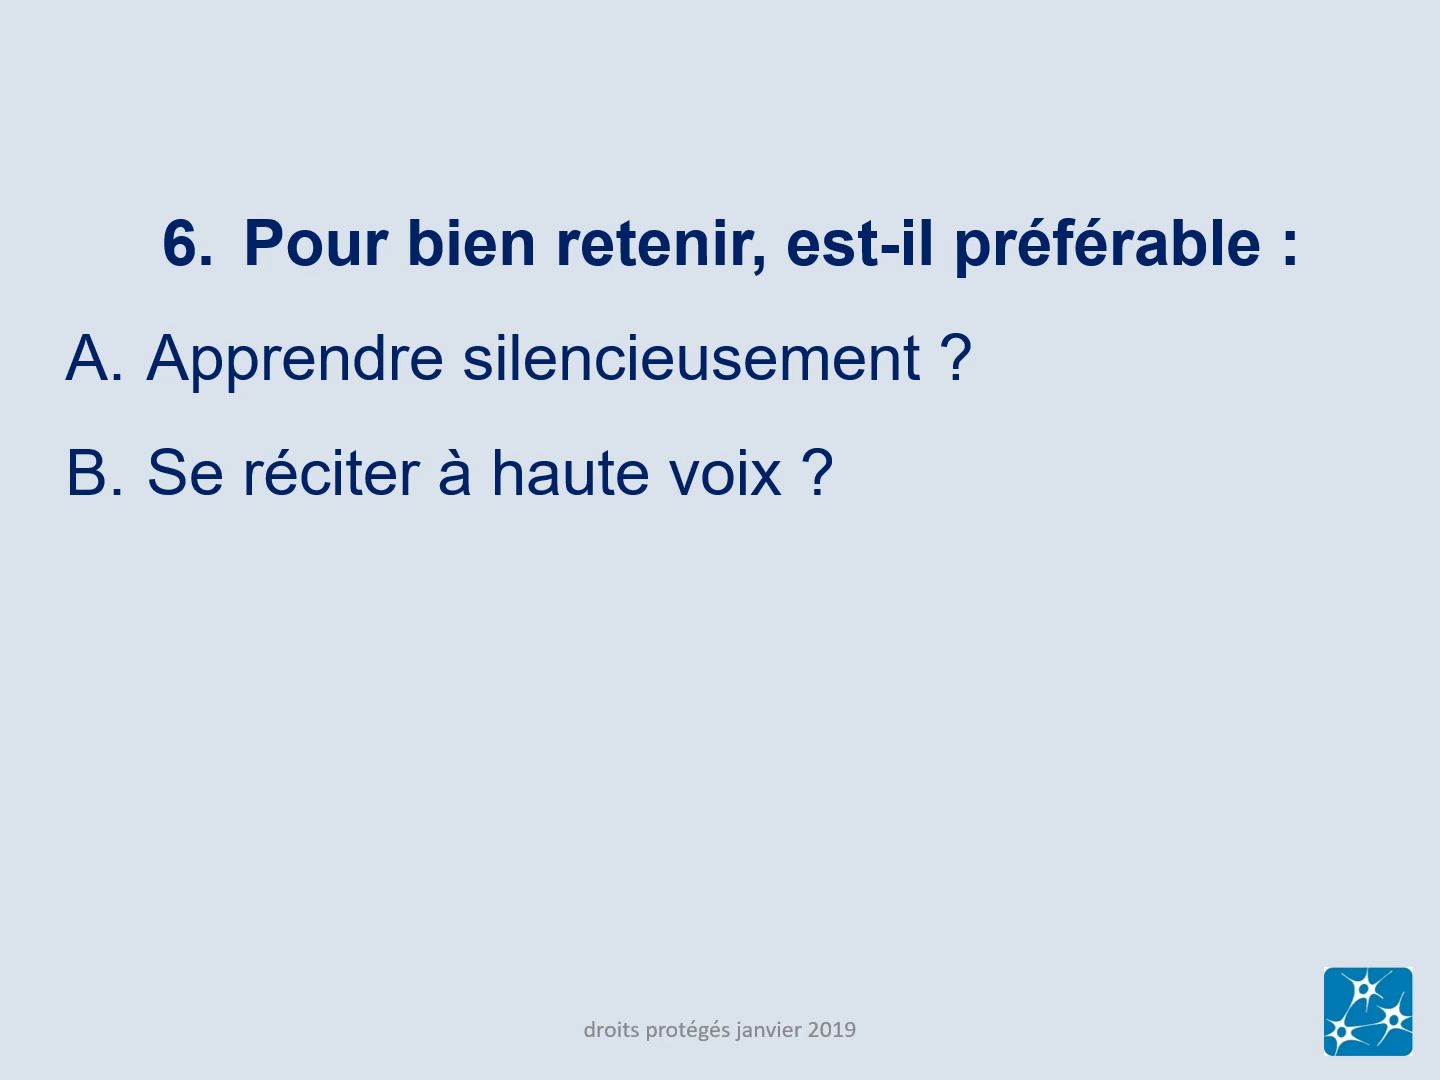 6. Pour bien retenir, est-il préférable :
A. Apprendre silencieusement ?
B. Se réciter à haute voix ?
droits protégés janvier 2019